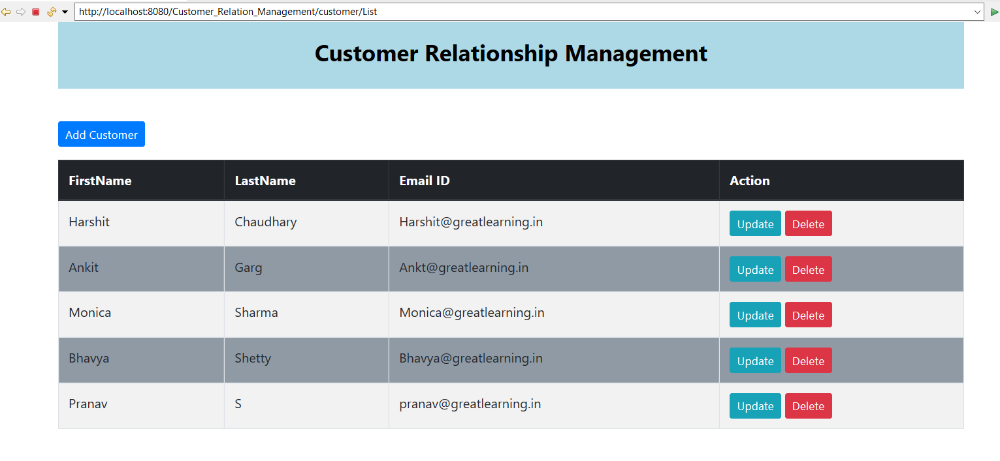 http://localhost:8080/Customer_Relation_Management/customer/List
Customer Relationship Management
Add Customer
FirstName LastName Email ID Action
Harshit Chaudhary Harshit@greatlearning.in Update Delete
Ankit Garg Ankt@greatlearning.in Update Delete
Monica Sharma Monica@greatlearning.in Update Delete
Bhavya Shetty Bhavya@greatlearning.in Update Delete
Pranav S pranav@greatlearning.in Update Delete